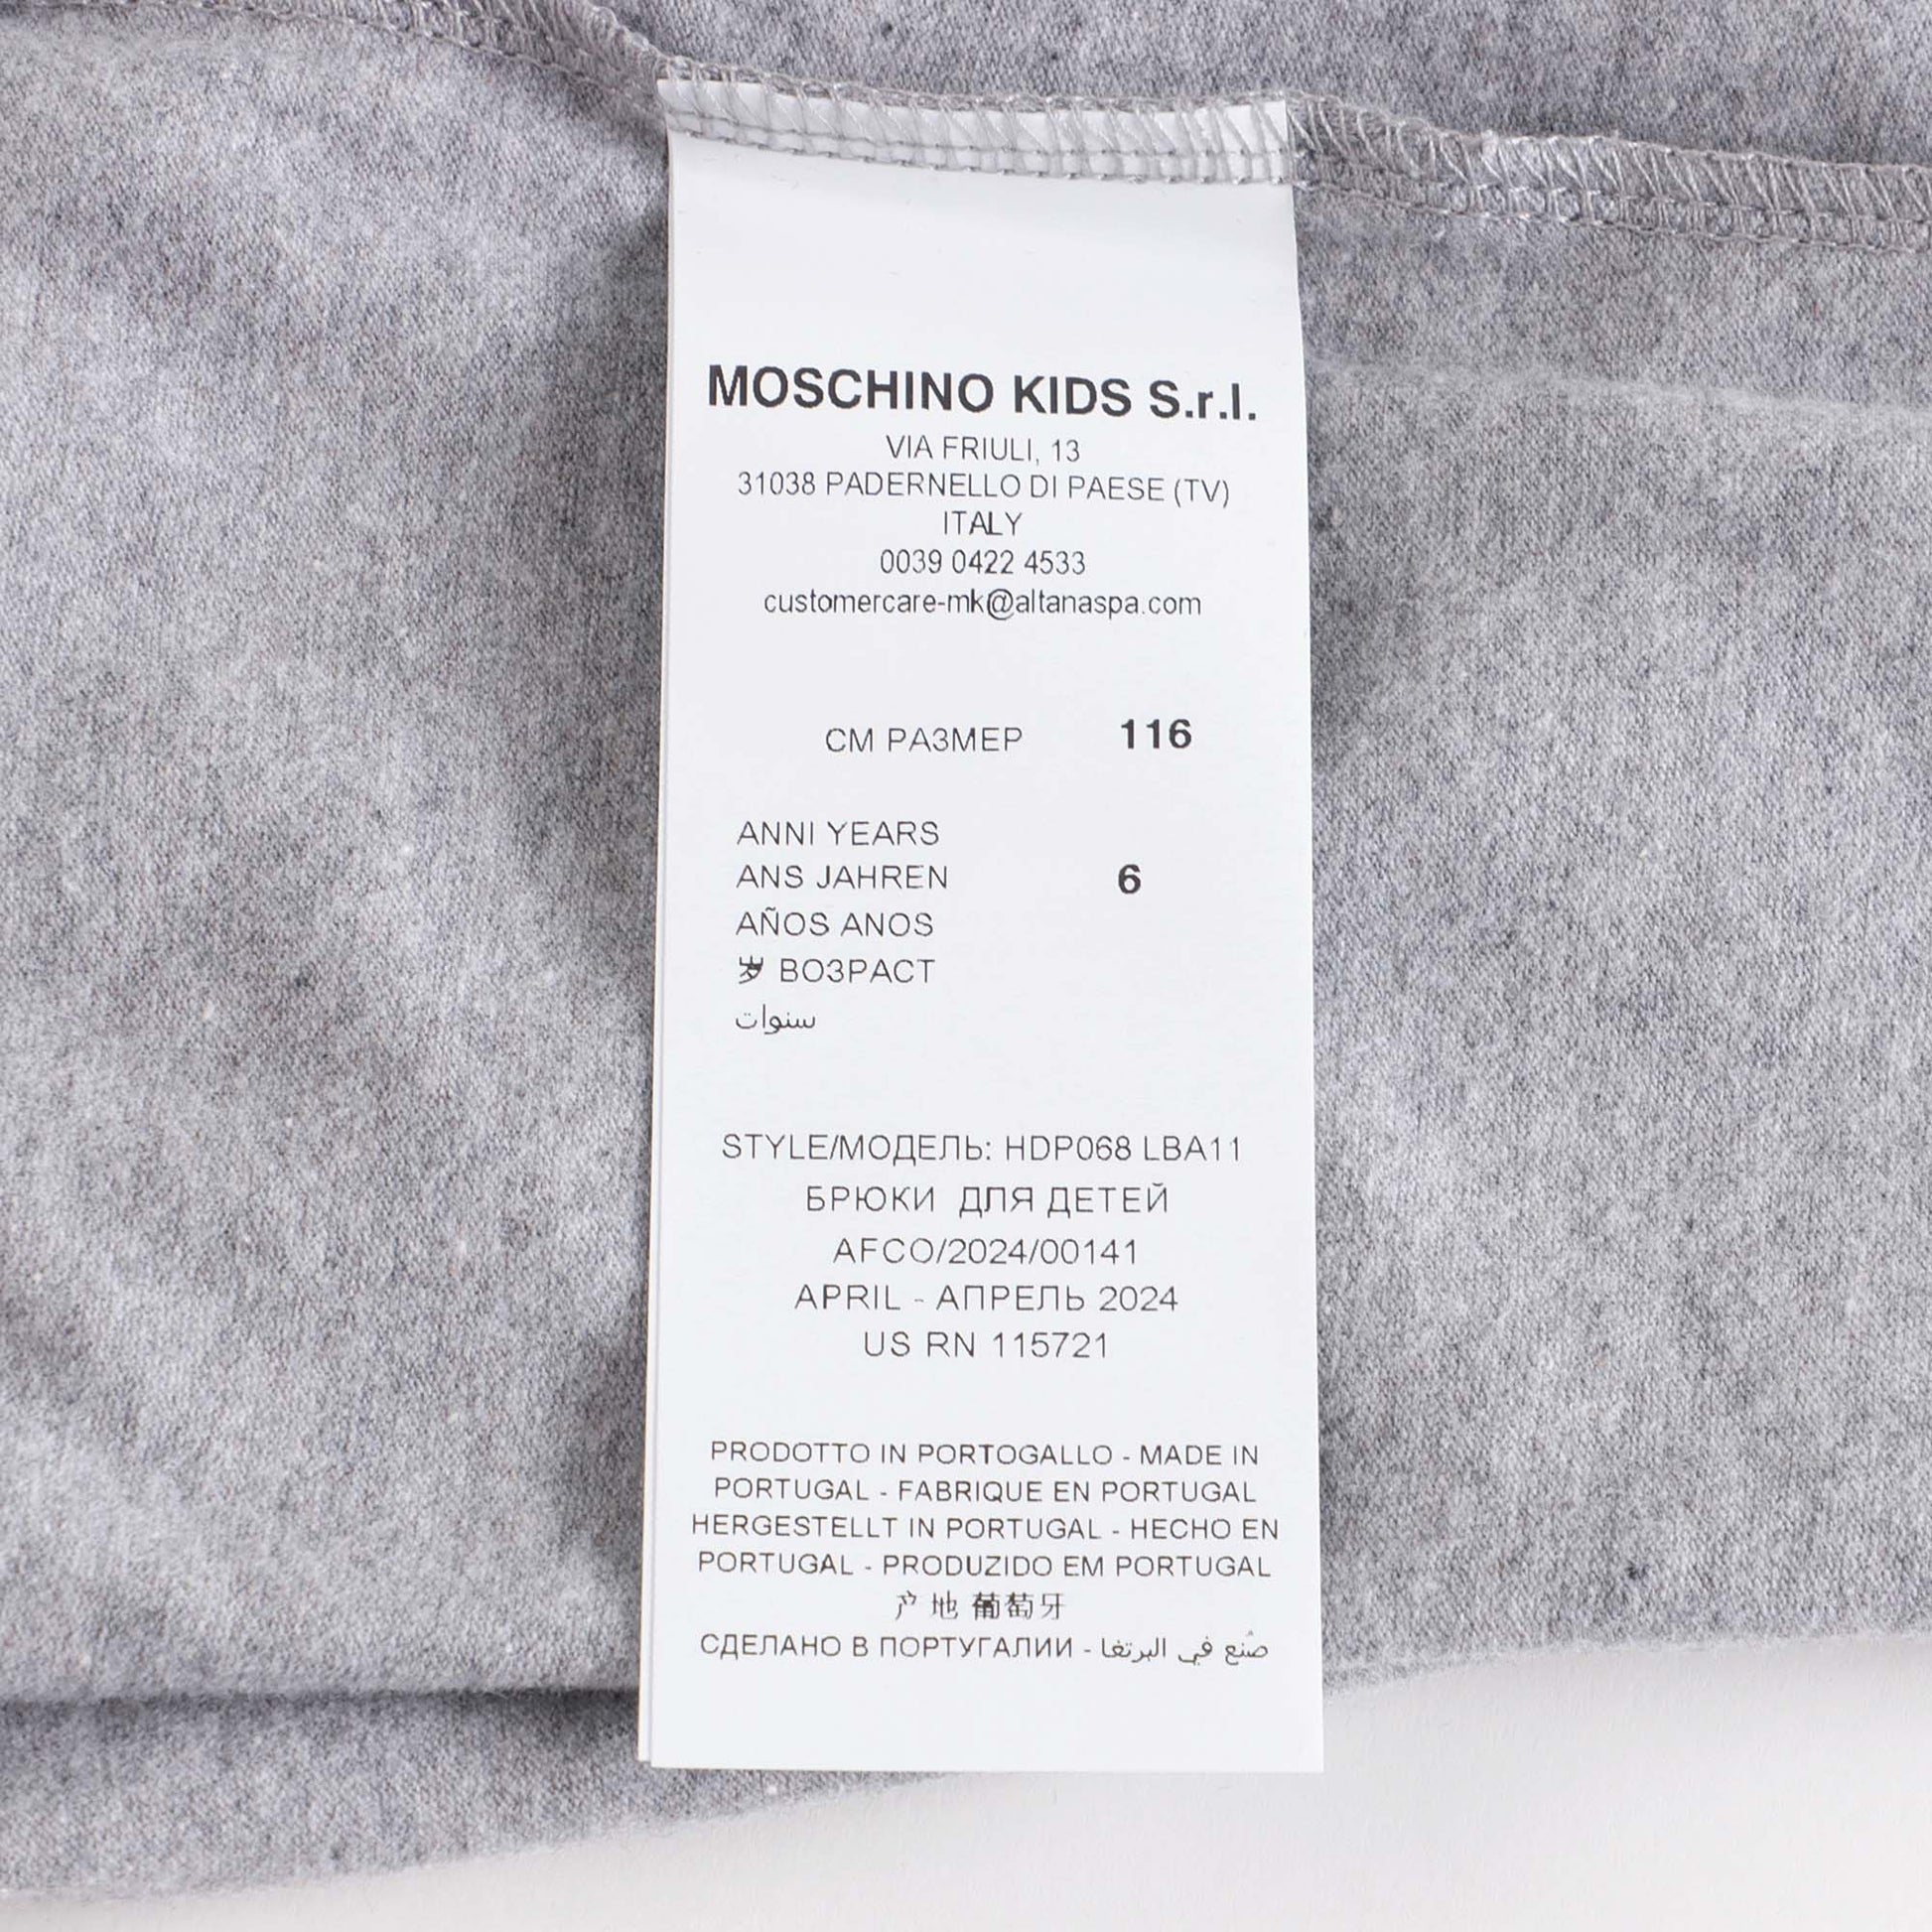 MOSCHINO KIDS S.r.l.
VIA FRIULI, 13
31038 PADERNELLO DI PAESE (TV)
ITALY
0039 0422 4533
customercare-mk@altanaspa.com
СМ РАЗМЕР 116
ANNI YEARS
ANS JAHREN 6
AÑOS ANOS
岁 ВОЗРАСТ
سنوات
STYLE/МОДЕЛЬ: HDP068 LBA11
БРЮКИ ДЛЯ ДЕТЕЙ
AFCO/2024/00141
APRIL - АПРЕЛЬ 2024
US RN 115721
PRODOTTO IN PORTOGALLO - MADE IN
PORTUGAL - FABRIQUE EN PORTUGAL
HERGESTELLT IN PORTUGAL - HECHO EN
PORTUGAL - PRODUZIDO EM PORTUGAL
产地 葡萄牙
СДЕЛАНО В ПОРТУГАЛИИ - صُنع في البرتغا